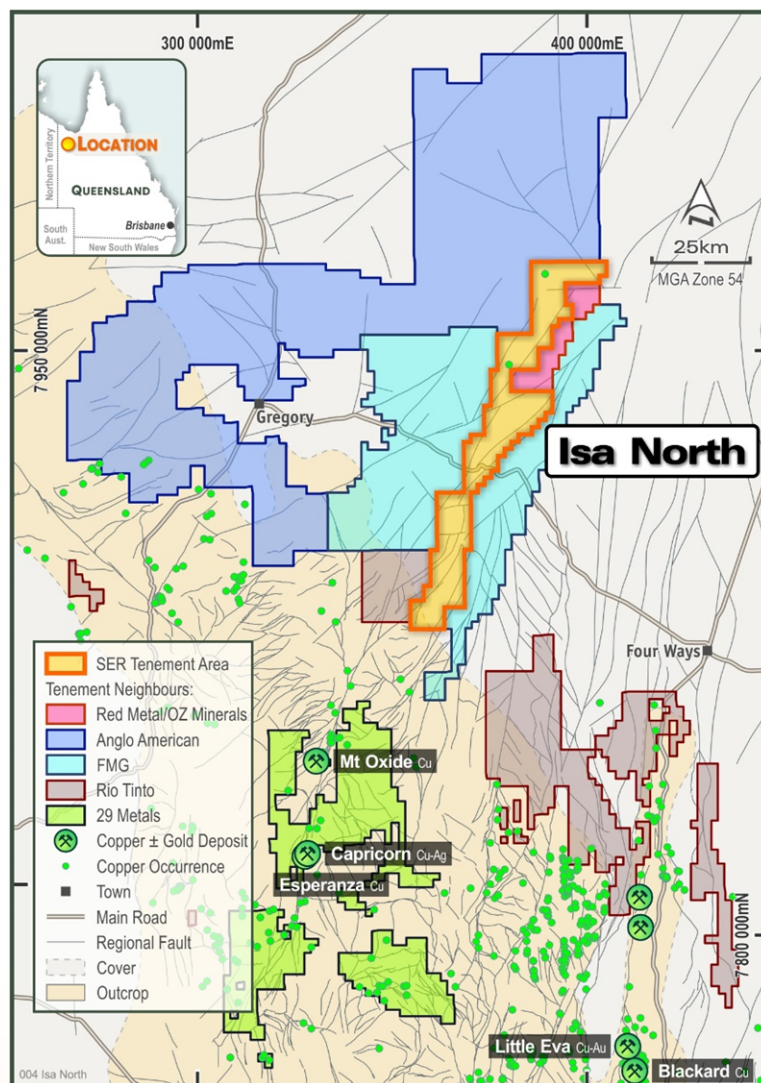 300 000mE
400 000mE
LOCATION
Northern Territory
QUEENSLAND
Brisbane
South
Aust.
New South Wales
25km
MGA Zone 54
7'950 000mN
Gregory
Isa North
Four Ways
SER Tenement Area
Tenement Neighbours:
Red Metal/OZ Minerals
Anglo American
FMG
Rio Tinto
29 Metals
Copper ± Gold Deposit
Copper Occurrence
Town
Main Road
Regional Fault
Cover
Outcrop
Mt Oxide Cu
Capricorn Cu-Ag
Esperanza Cu
7'800 000mN
Little Eva Cu-Au
Blackard Cu
004 Isa North